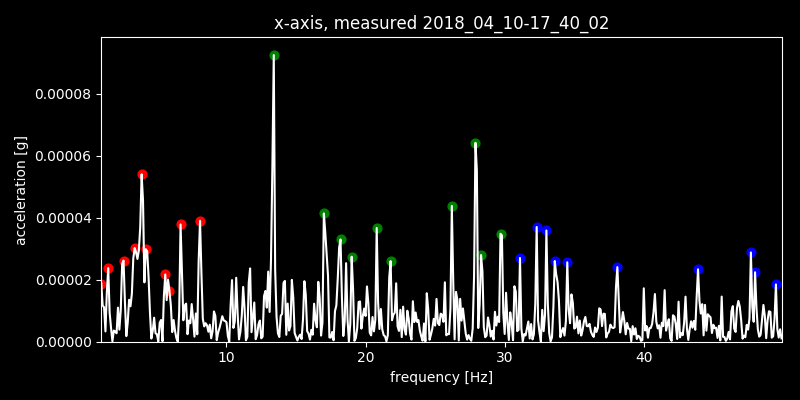 x-axis, measured 2018_04_10-17_40_02
acceleration [g]
0.00008
0.00006
0.00004
0.00002
0.00000
10 20 30 40
frequency [Hz]